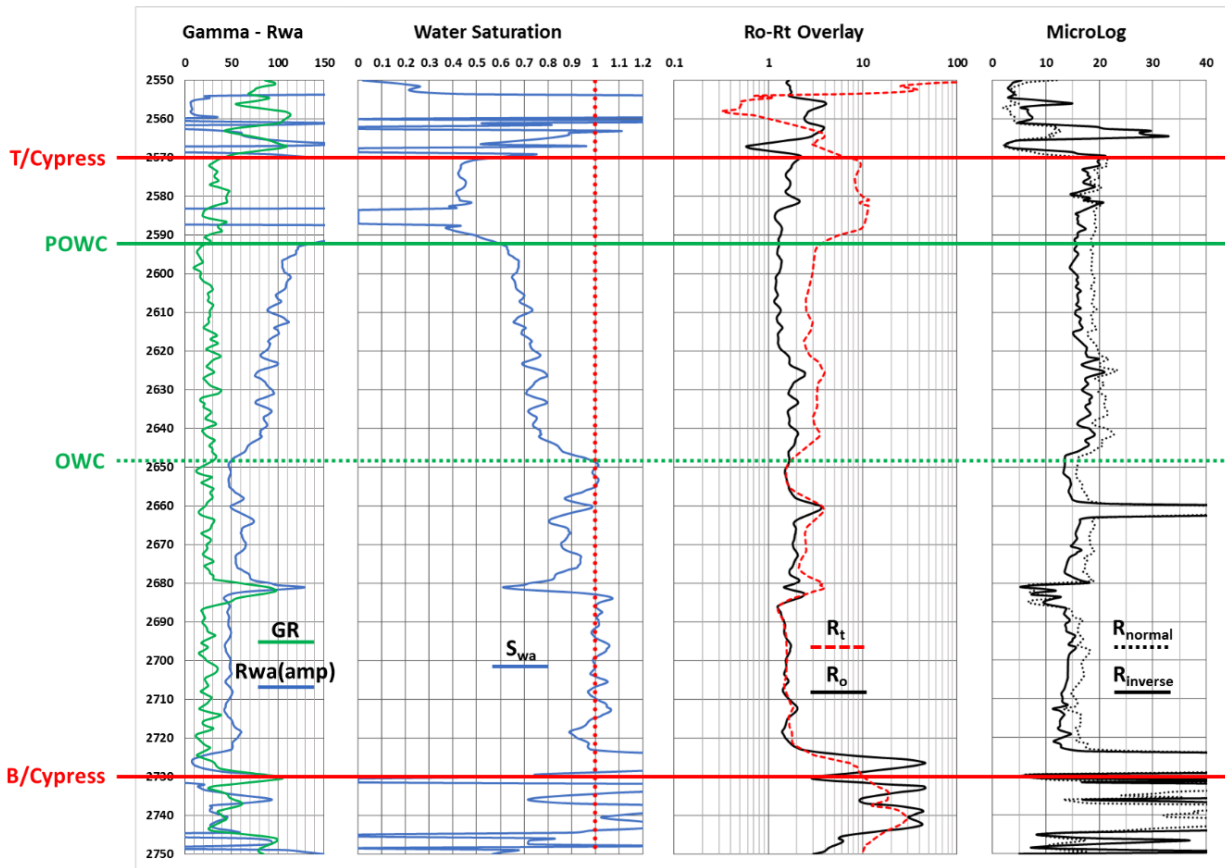 Gamma - Rwa
Water Saturation
Ro-Rt Overlay
MicroLog
0 50 100 150
0 0.1 0.2 0.3 0.4 0.5 0.6 0.7 0.8 0.9 1 1.1 1.2
0.1 1 10 100
0 10 20 30 40
2550
2560
T/Cypress
2570
2580
2590
POWC
2600
2610
2620
2630
2640
OWC
2650
2660
2670
2680
2690
GR
Rt
Rnormal
Swa
2700
Rwa(amp)
Ro
Rinverse
2710
2720
B/Cypress
2730
2740
2750